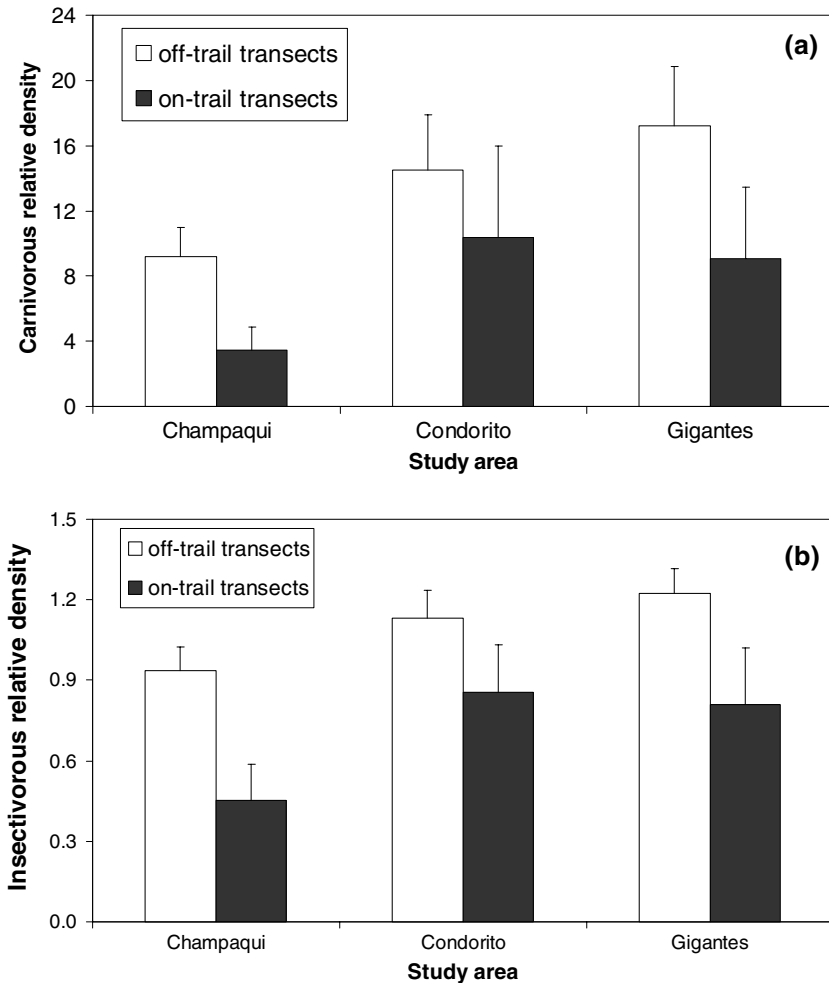 24
20
16
12
8
4
0
Carnivorous relative density
off-trail transects
on-trail transects
(a)
Champaqui Condorito Gigantes
Study area
1.5
1.2
0.9
0.6
0.3
0.0
Insectivorous relative density
off-trail transects
on-trail transects
(b)
Champaqui Condorito Gigantes
Study area